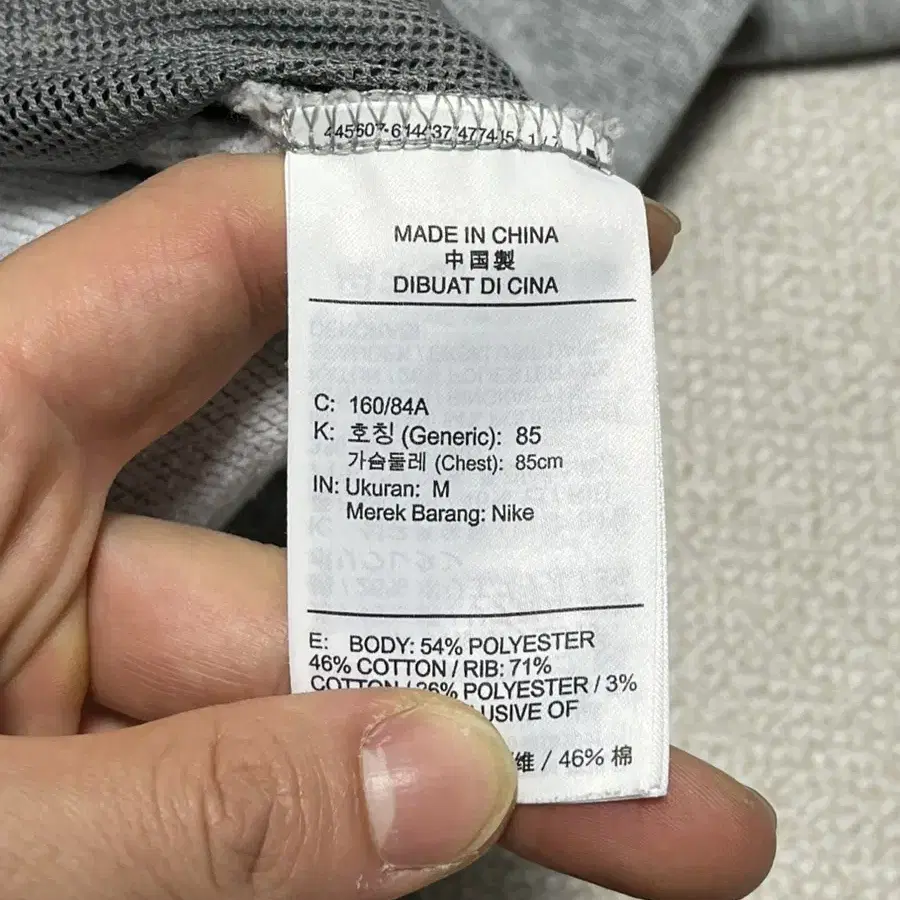 MADE IN CHINA
中国製
DIBUAT DI CINA
C: 160/84A
K: 호칭 (Generic): 85
가슴둘레 (Chest): 85cm
IN: Ukuran: M
Merek Barang: Nike
E: BODY: 54% POLYESTER
46% COTTON / RIB: 71%
COTTON / 26% POLYESTER / 3%
OF
/ 46% 棉